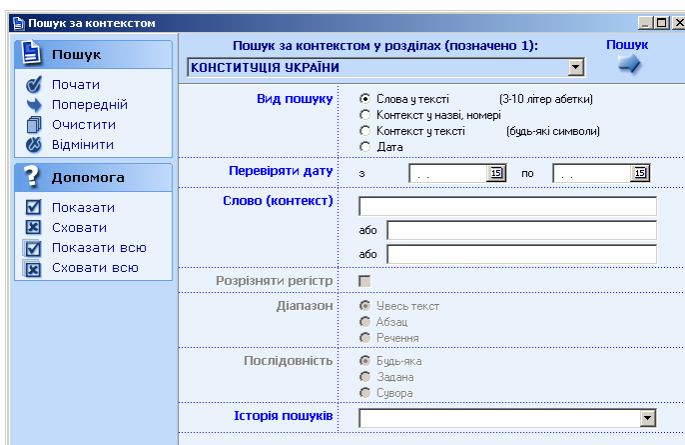 Пошук за контекстом
Пошук
Почати
Попередній
Очистити
Відмінити
Допомога
Показати
Сховати
Показати всю
Сховати всю
Пошук за контекстом у розділах (позначено 1):
Пошук
КОНСТИТУЦІЯ УКРАЇНИ
Вид пошуку
Слова у тексті (3-10 літер абетки)
Контекст у назві, номері
Контекст у тексті (будь-які символи)
Дата
Перевіряти дату з . . 15 по . . 15
Слово (контекст)
або
або
Розрізняти регістр
Діапазон
Увесь текст
Абзац
Речення
Послідовність
Будь-яка
Задана
Сувора
Історія пошуків